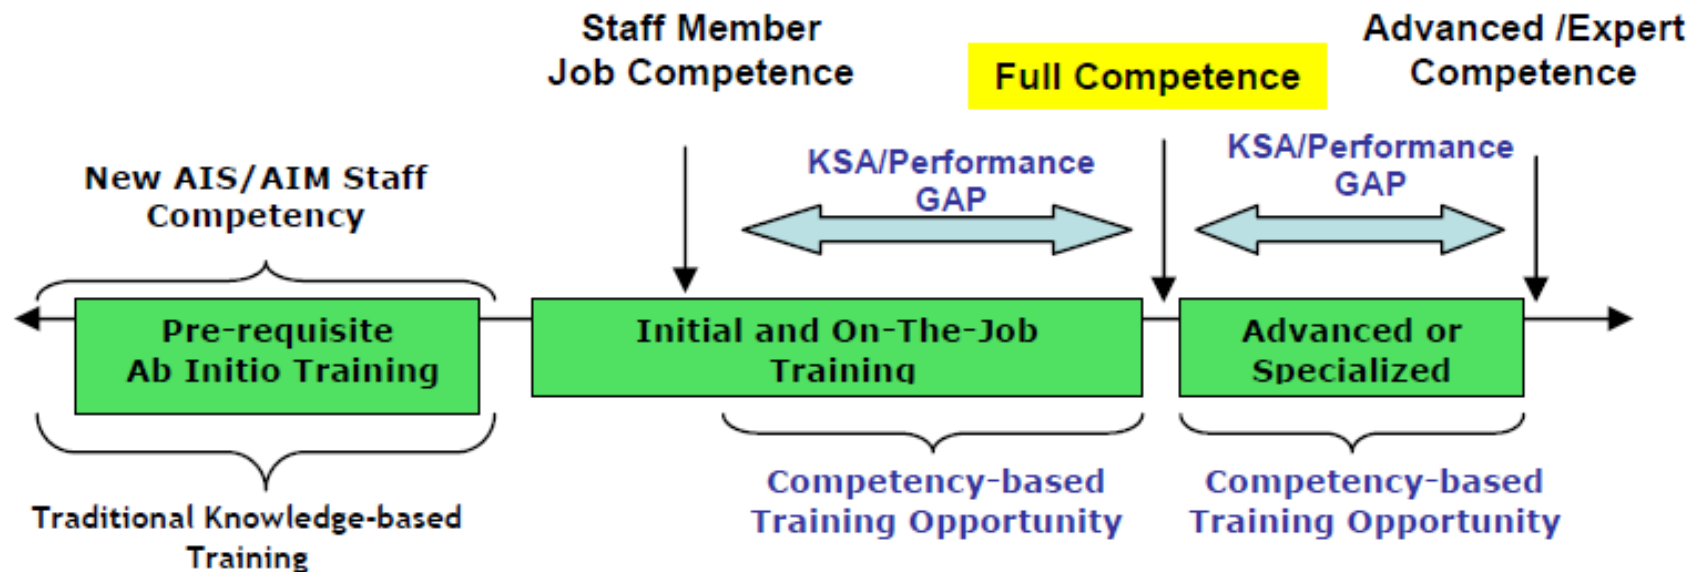 Staff Member
Job Competence
Full Competence
Advanced /Expert
Competence
New AIS/AIM Staff
Competency
KSA/Performance
GAP
KSA/Performance
GAP
Pre-requisite
Ab Initio Training
Initial and On-The-Job
Training
Advanced or
Specialized
Traditional Knowledge-based
Training
Competency-based
Training Opportunity
Competency-based
Training Opportunity